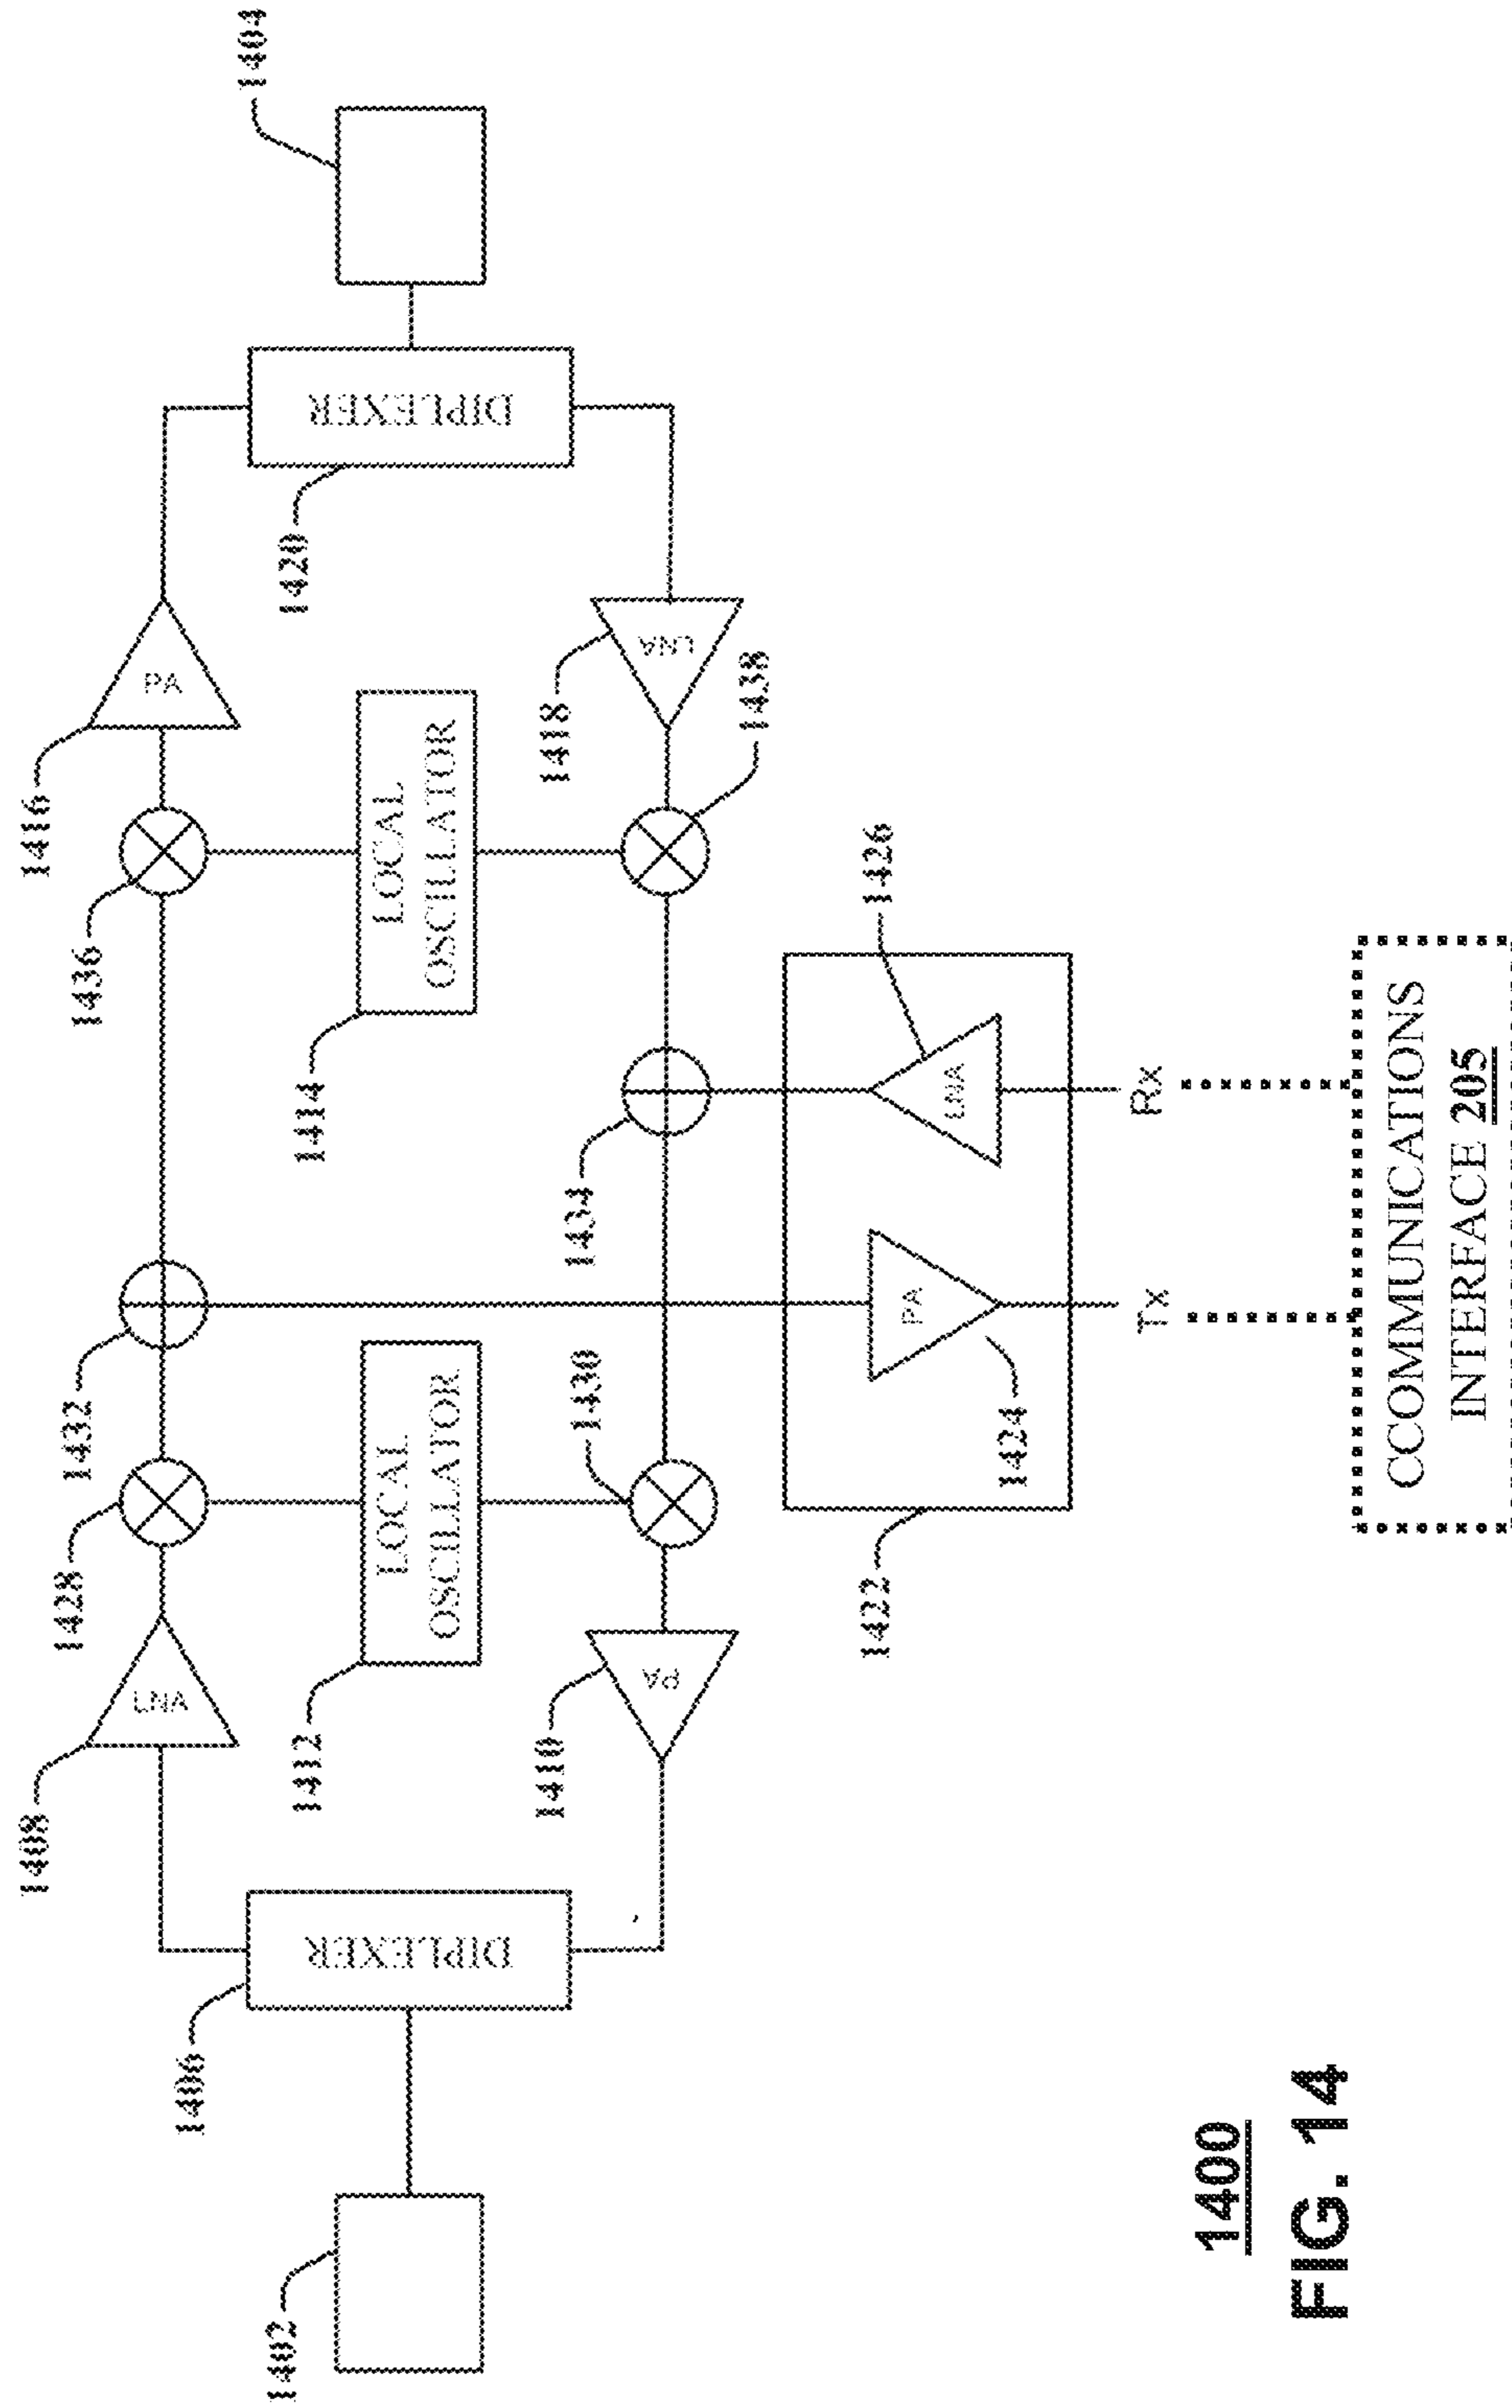 1404
1416
PA
1436
DIPLEXER
1420
LOCAL
OSCILLATOR
1414
LNA
1418
1438
1432
1434
1426
LNA
Rx
1428
LOCAL
OSCILLATOR
1412
1430
PA
1424
Tx
1422
CCOMMUNICATIONS
INTERFACE 205
1408
LNA
PA
1410
DIPLEXER
1406
1402
1400
FIG. 14